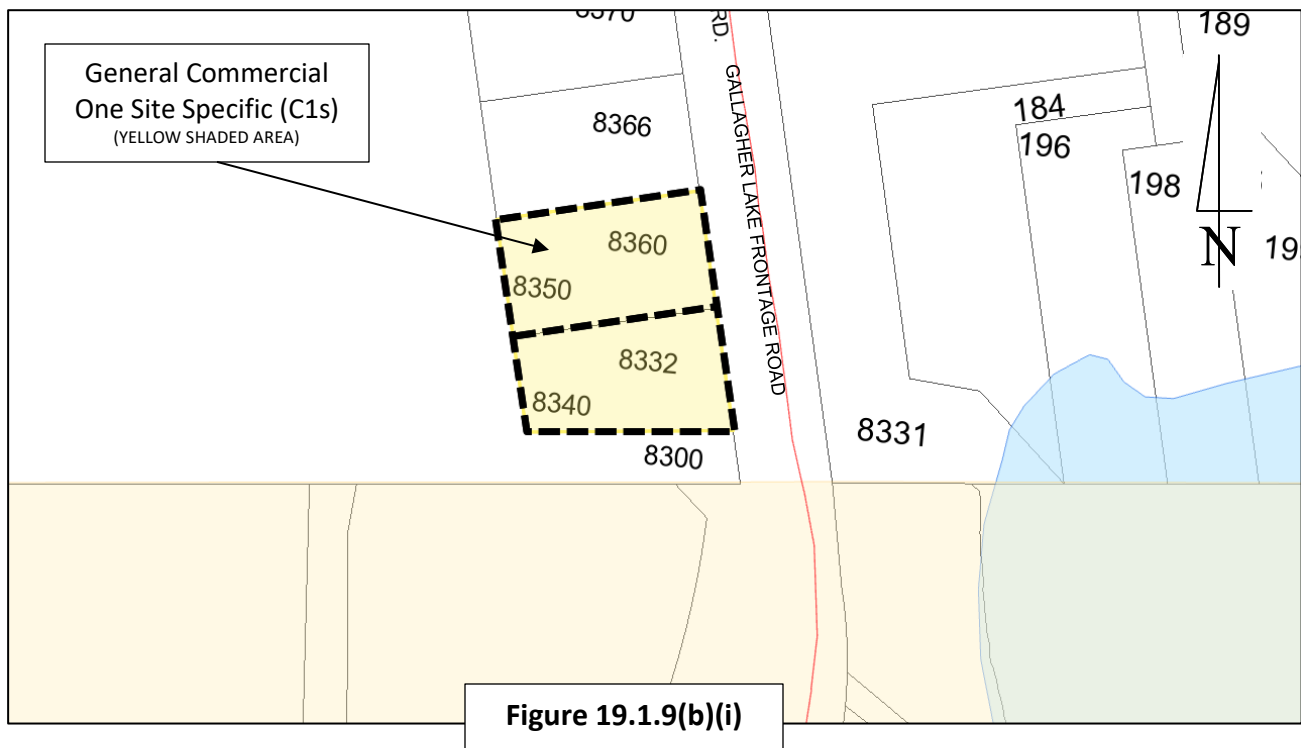 8370
RD.
189
General Commercial
One Site Specific (C1s)
(YELLOW SHADED AREA)
GALLAGHER LAKE FRONTAGE ROAD
184
8366
196
198
8360
N
8350
8332
8340
8331
8300
Figure 19.1.9(b)(i)